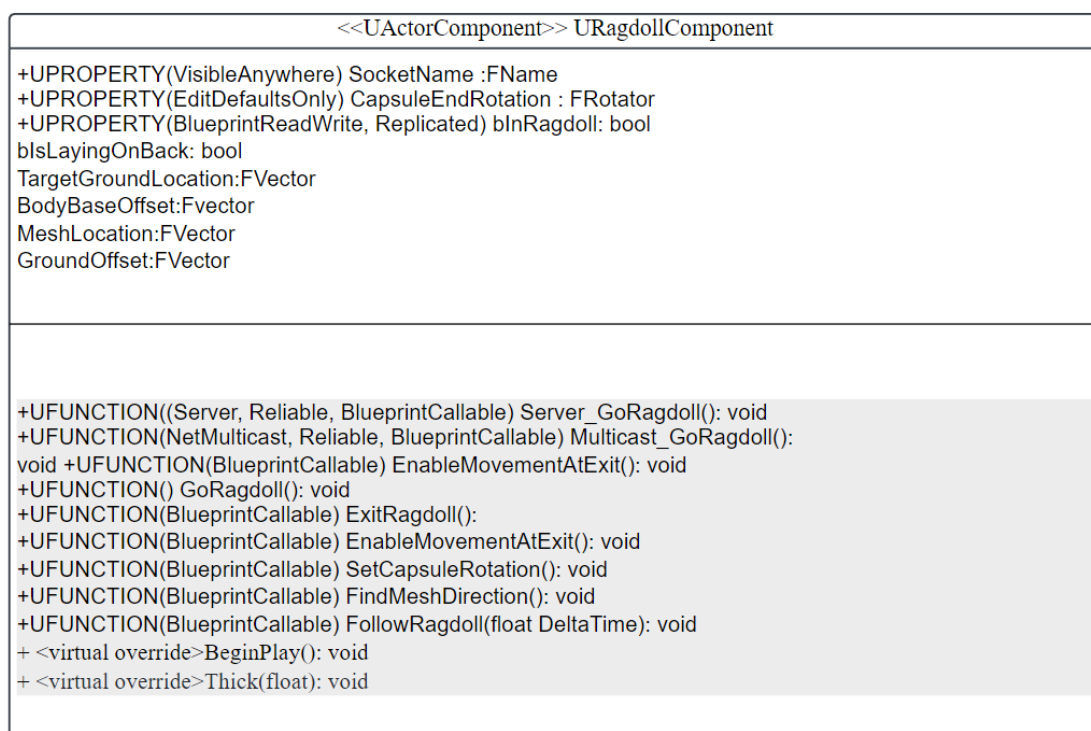 <<UActorComponent>> URagdollComponent
+UPROPERTY(VisibleAnywhere) SocketName :FName
+UPROPERTY(EditDefaultsOnly) CapsuleEndRotation : FRotator
+UPROPERTY(BlueprintReadWrite, Replicated) bInRagdoll: bool
bIsLayingOnBack: bool
TargetGroundLocation:FVector
BodyBaseOffset:Fvector
MeshLocation:FVector
GroundOffset:FVector
+UFUNCTION((Server, Reliable, BlueprintCallable) Server_GoRagdoll(): void
+UFUNCTION(NetMulticast, Reliable, BlueprintCallable) Multicast_GoRagdoll():
void +UFUNCTION(BlueprintCallable) EnableMovementAtExit(): void
+UFUNCTION() GoRagdoll(): void
+UFUNCTION(BlueprintCallable) ExitRagdoll():
+UFUNCTION(BlueprintCallable) EnableMovementAtExit(): void
+UFUNCTION(BlueprintCallable) SetCapsuleRotation(): void
+UFUNCTION(BlueprintCallable) FindMeshDirection(): void
+UFUNCTION(BlueprintCallable) FollowRagdoll(float DeltaTime): void
+ <virtual override>BeginPlay(): void
+ <virtual override>Thick(float): void